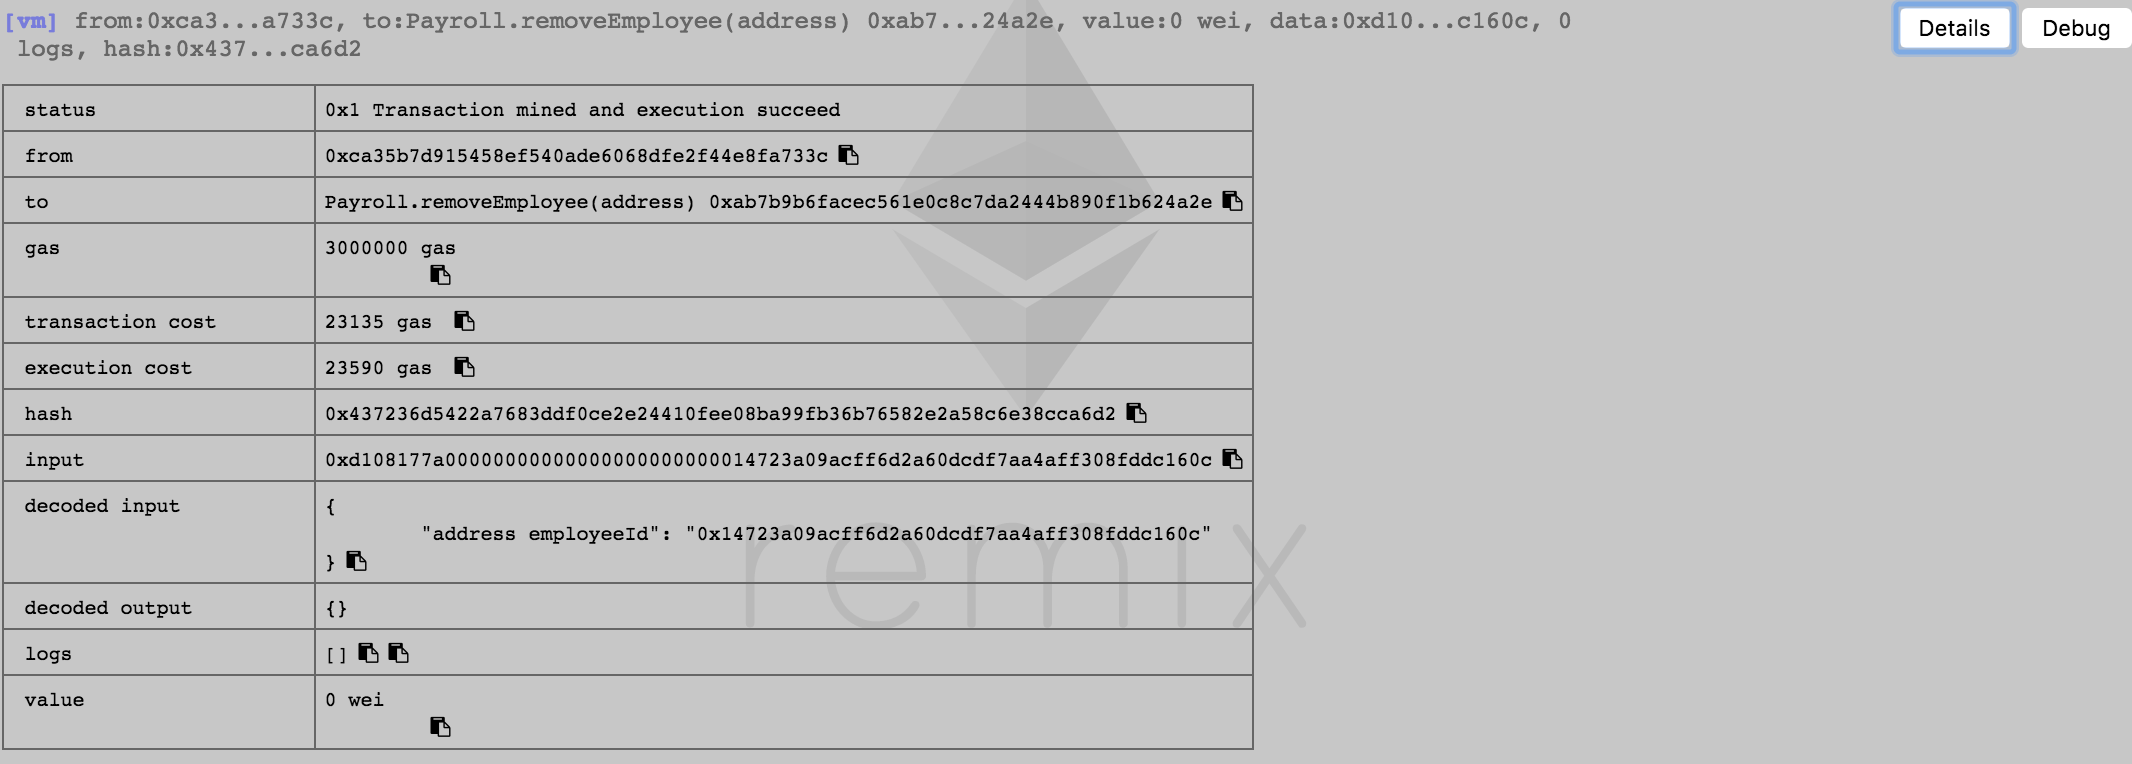 [vm] from:0xca3...a733c, to:Payroll.removeEmployee(address) 0xab7...24a2e, value:0 wei, data:0xd10...c160c, 0
logs, hash:0x437...ca6d2
Details Debug
status 0x1 Transaction mined and execution succeed
from 0xca35b7d915458ef540ade6068dfe2f44e8fa733c
to Payroll.removeEmployee(address) 0xab7b9b6facec561e0c8c7da2444b890f1b624a2e
gas 3000000 gas
transaction cost 23135 gas
execution cost 23590 gas
hash 0x437236d5422a7683ddf0ce2e24410fee08ba99fb36b76582e2a58c6e38cca6d2
input 0xd108177a00000000000000000000000014723a09acff6d2a60dcdf7aa4aff308fddc160c
decoded input {
"address employeeId": "0x14723a09acff6d2a60dcdf7aa4aff308fddc160c"
}
decoded output {}
logs []
value 0 wei
remix